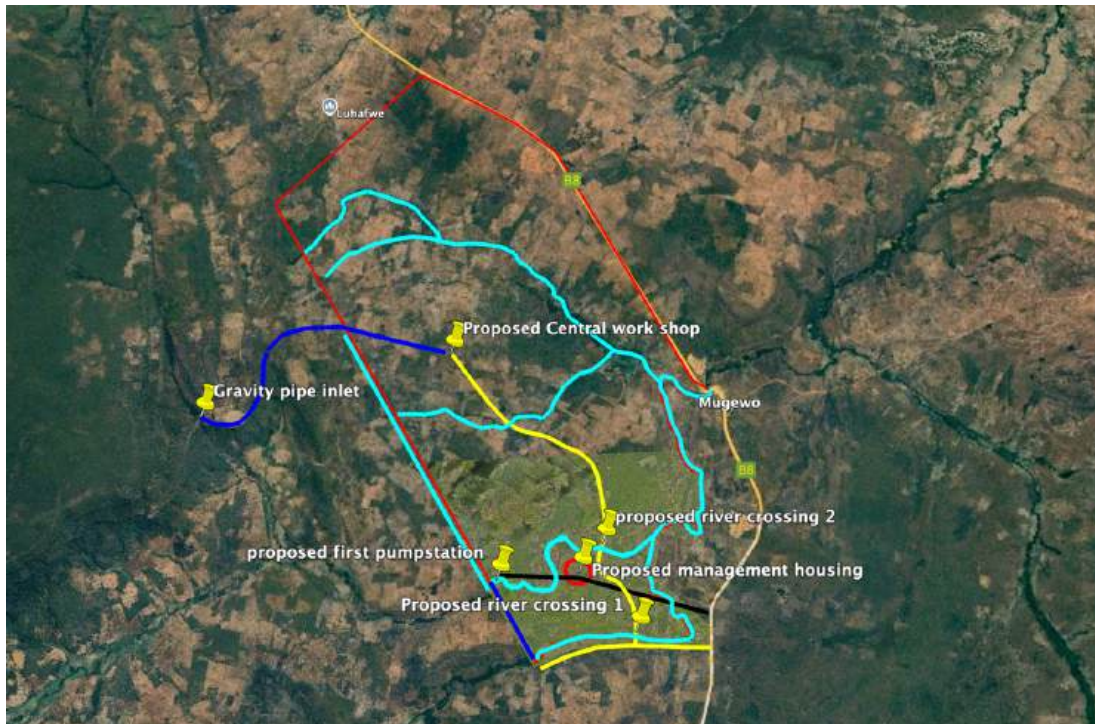 Luhafwe
B8
Proposed Central work shop
Gravity pipe inlet
Mugewo
B8
proposed river crossing 2
proposed first pumpstation
Proposed management housing
Proposed river crossing 1